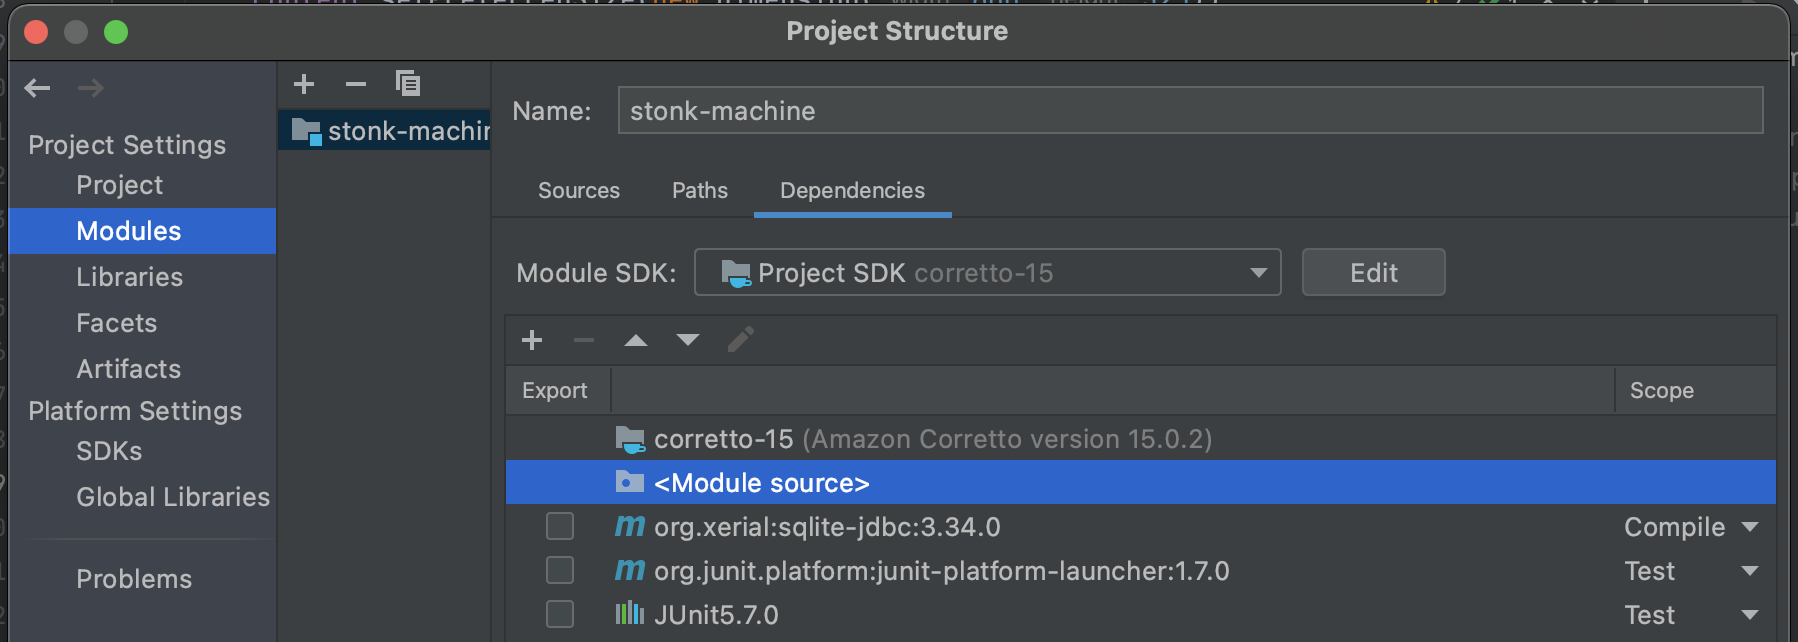 Project Structure
Project Settings
Project
Modules
Libraries
Facets
Artifacts
Platform Settings
SDKs
Global Libraries
Problems
stonk-machin
Name: stonk-machine
Sources Paths Dependencies
Module SDK: Project SDK corretto-15 Edit
Export Scope
corretto-15 (Amazon Corretto version 15.0.2)
<Module source>
org.xerial:sqlite-jdbc:3.34.0 Compile
org.junit.platform:junit-platform-launcher:1.7.0 Test
JUnit5.7.0 Test